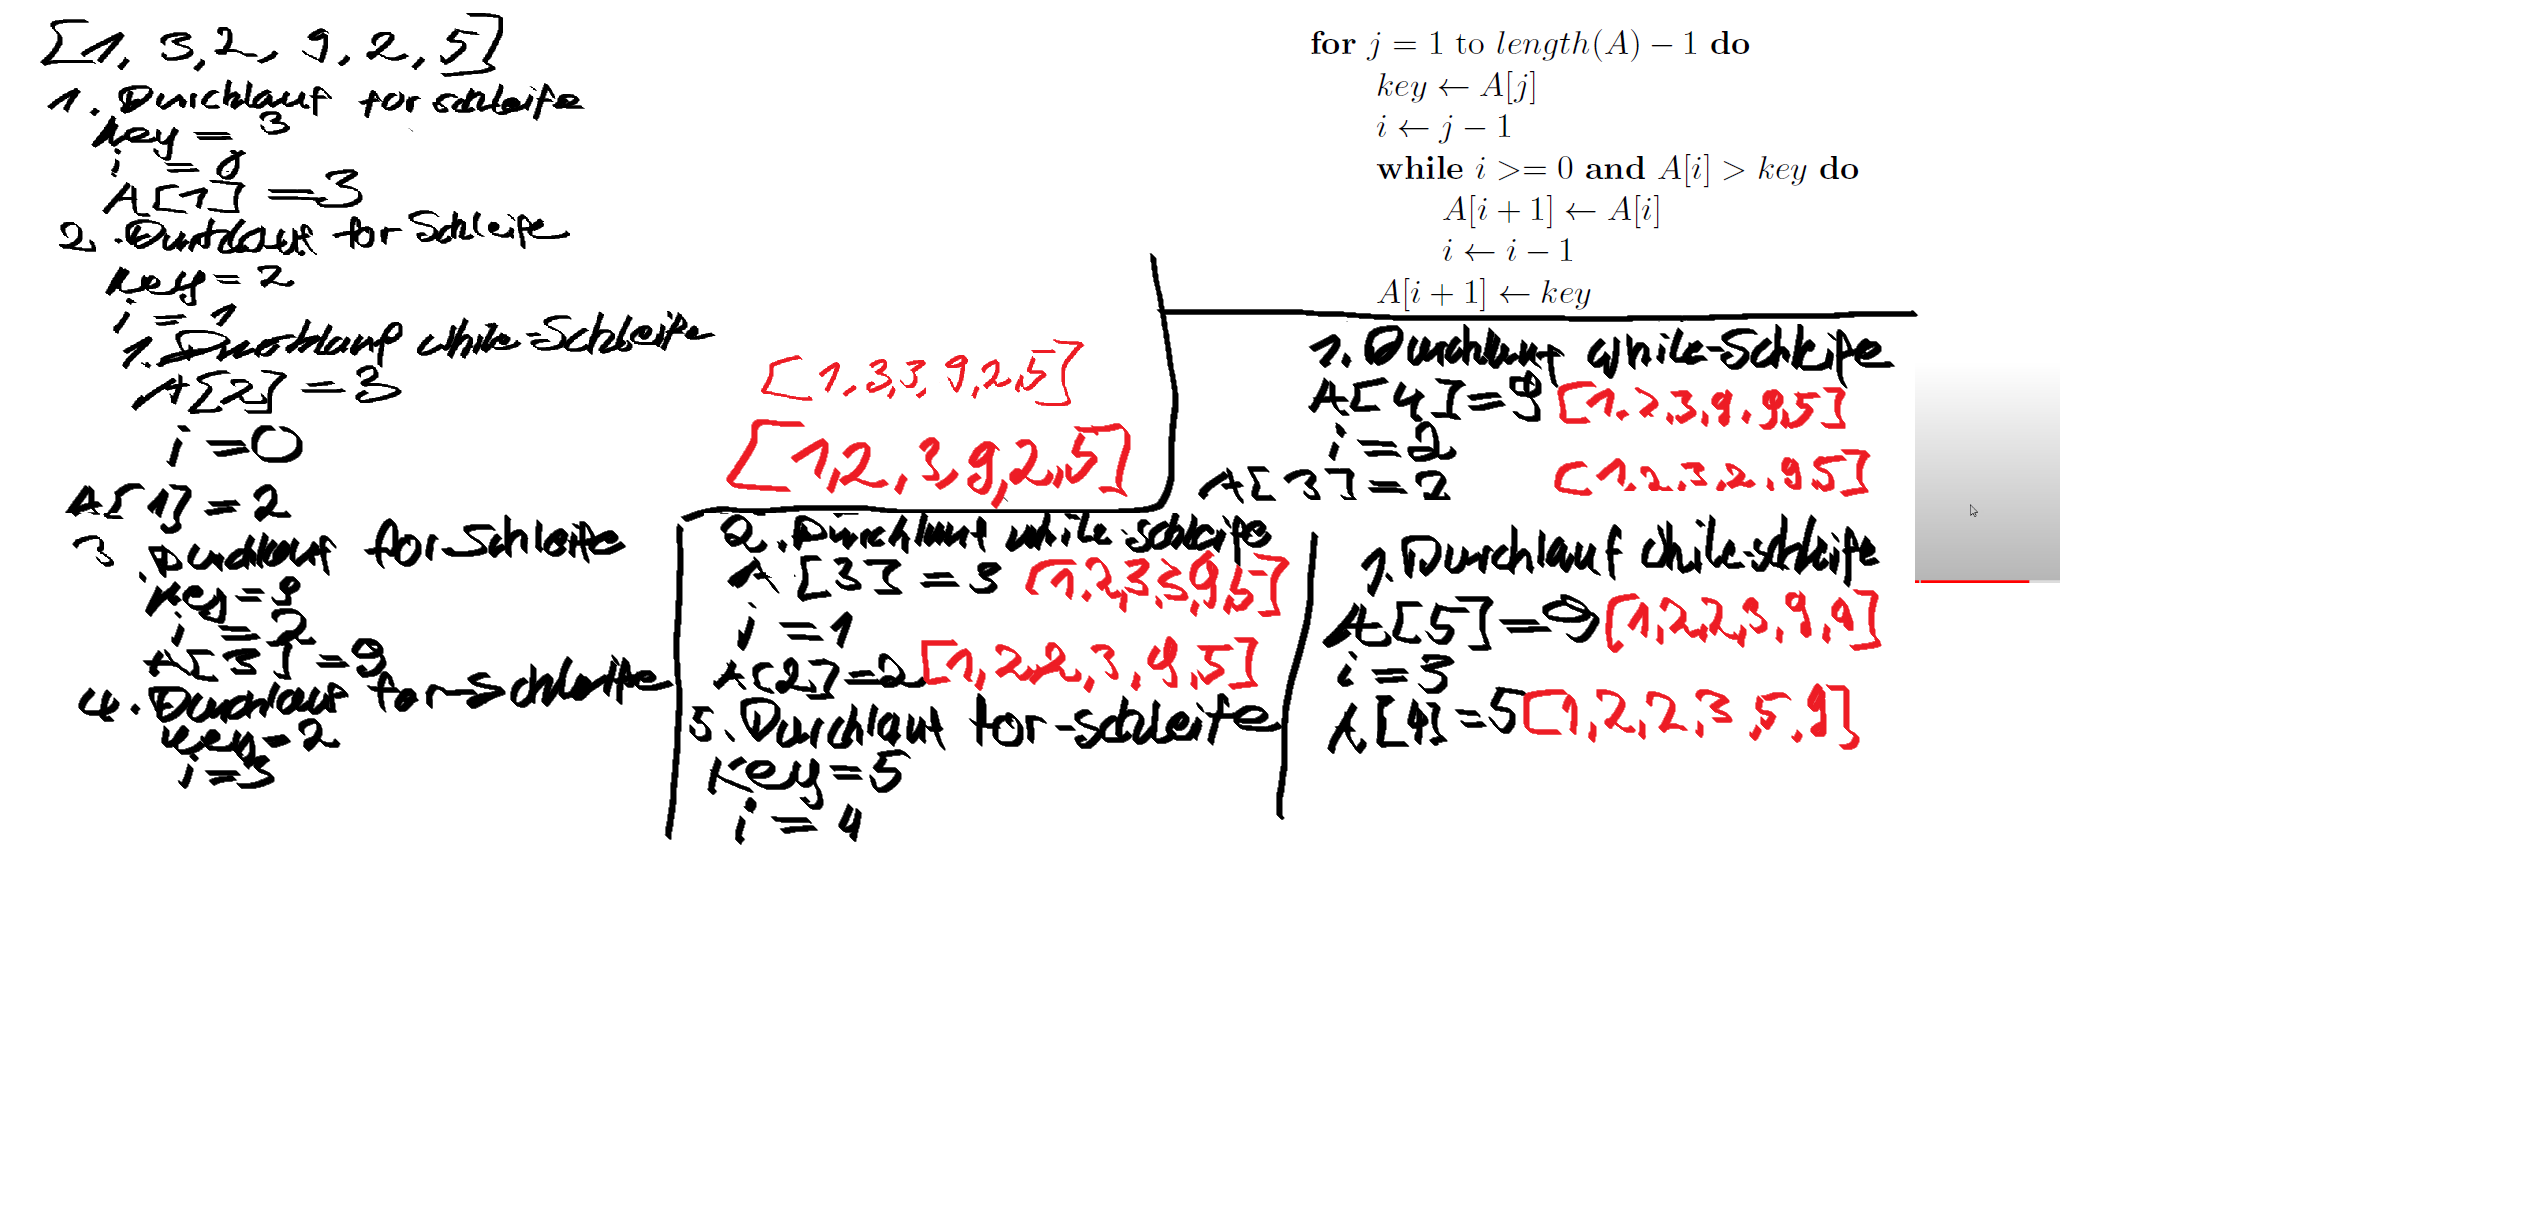 [1, 3, 2, 9, 2, 5]
1. Durchlauf for schleife
key = 3
i = 0
A[1] = 3
2. Durchlauf for Schleife
key = 2
i = 1
1. Durchlauf while-Schleife
A[2] = 3
i = 0
A[1] = 2
[1, 3, 3, 9, 2, 5]
[1, 2, 3, 9, 2, 5]
3. Durchlauf for-Schleife
key = 9
i = 2
A[3] = 9
4. Durchlauf for-Schleife
key = 2
i = 3
for j = 1 to length(A) − 1 do
key ← A[j]
i ← j − 1
while i >= 0 and A[i] > key do
A[i + 1] ← A[i]
i ← i − 1
A[i + 1] ← key
1. Durchlauf while-Schleife
A[4] = 9 [1, 2, 3, 9, 9, 5]
i = 2
A[3] = 2 [1, 2, 3, 2, 9, 5]
2. Durchlauf while-schleife
A[3] = 3 [1, 2, 3, 3, 9, 5]
i = 1
A[2] = 2 [1, 2, 2, 3, 9, 5]
5. Durchlauf for-schleife
key = 5
i = 4
1. Durchlauf while-schleife
A[5] = 9 [1, 2, 2, 3, 9, 9]
i = 3
A[4] = 5 [1, 2, 2, 3, 5, 9]